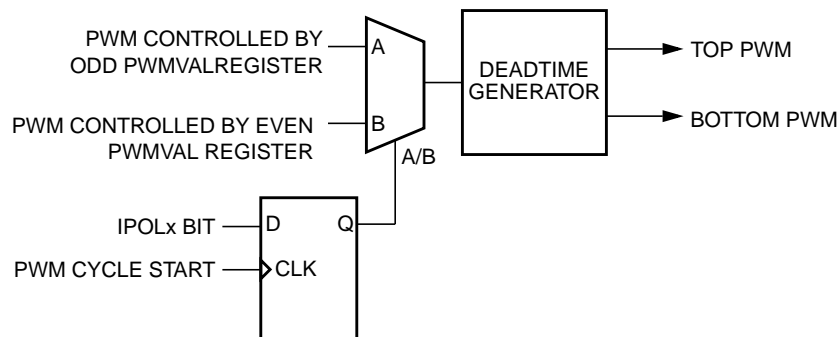 PWM CONTROLLED BY
ODD PWMVALREGISTER
A
DEADTIME
GENERATOR
TOP PWM
PWM CONTROLLED BY EVEN
PWMVAL REGISTER
B
BOTTOM PWM
A/B
IPOLx BIT
D
Q
PWM CYCLE START
CLK